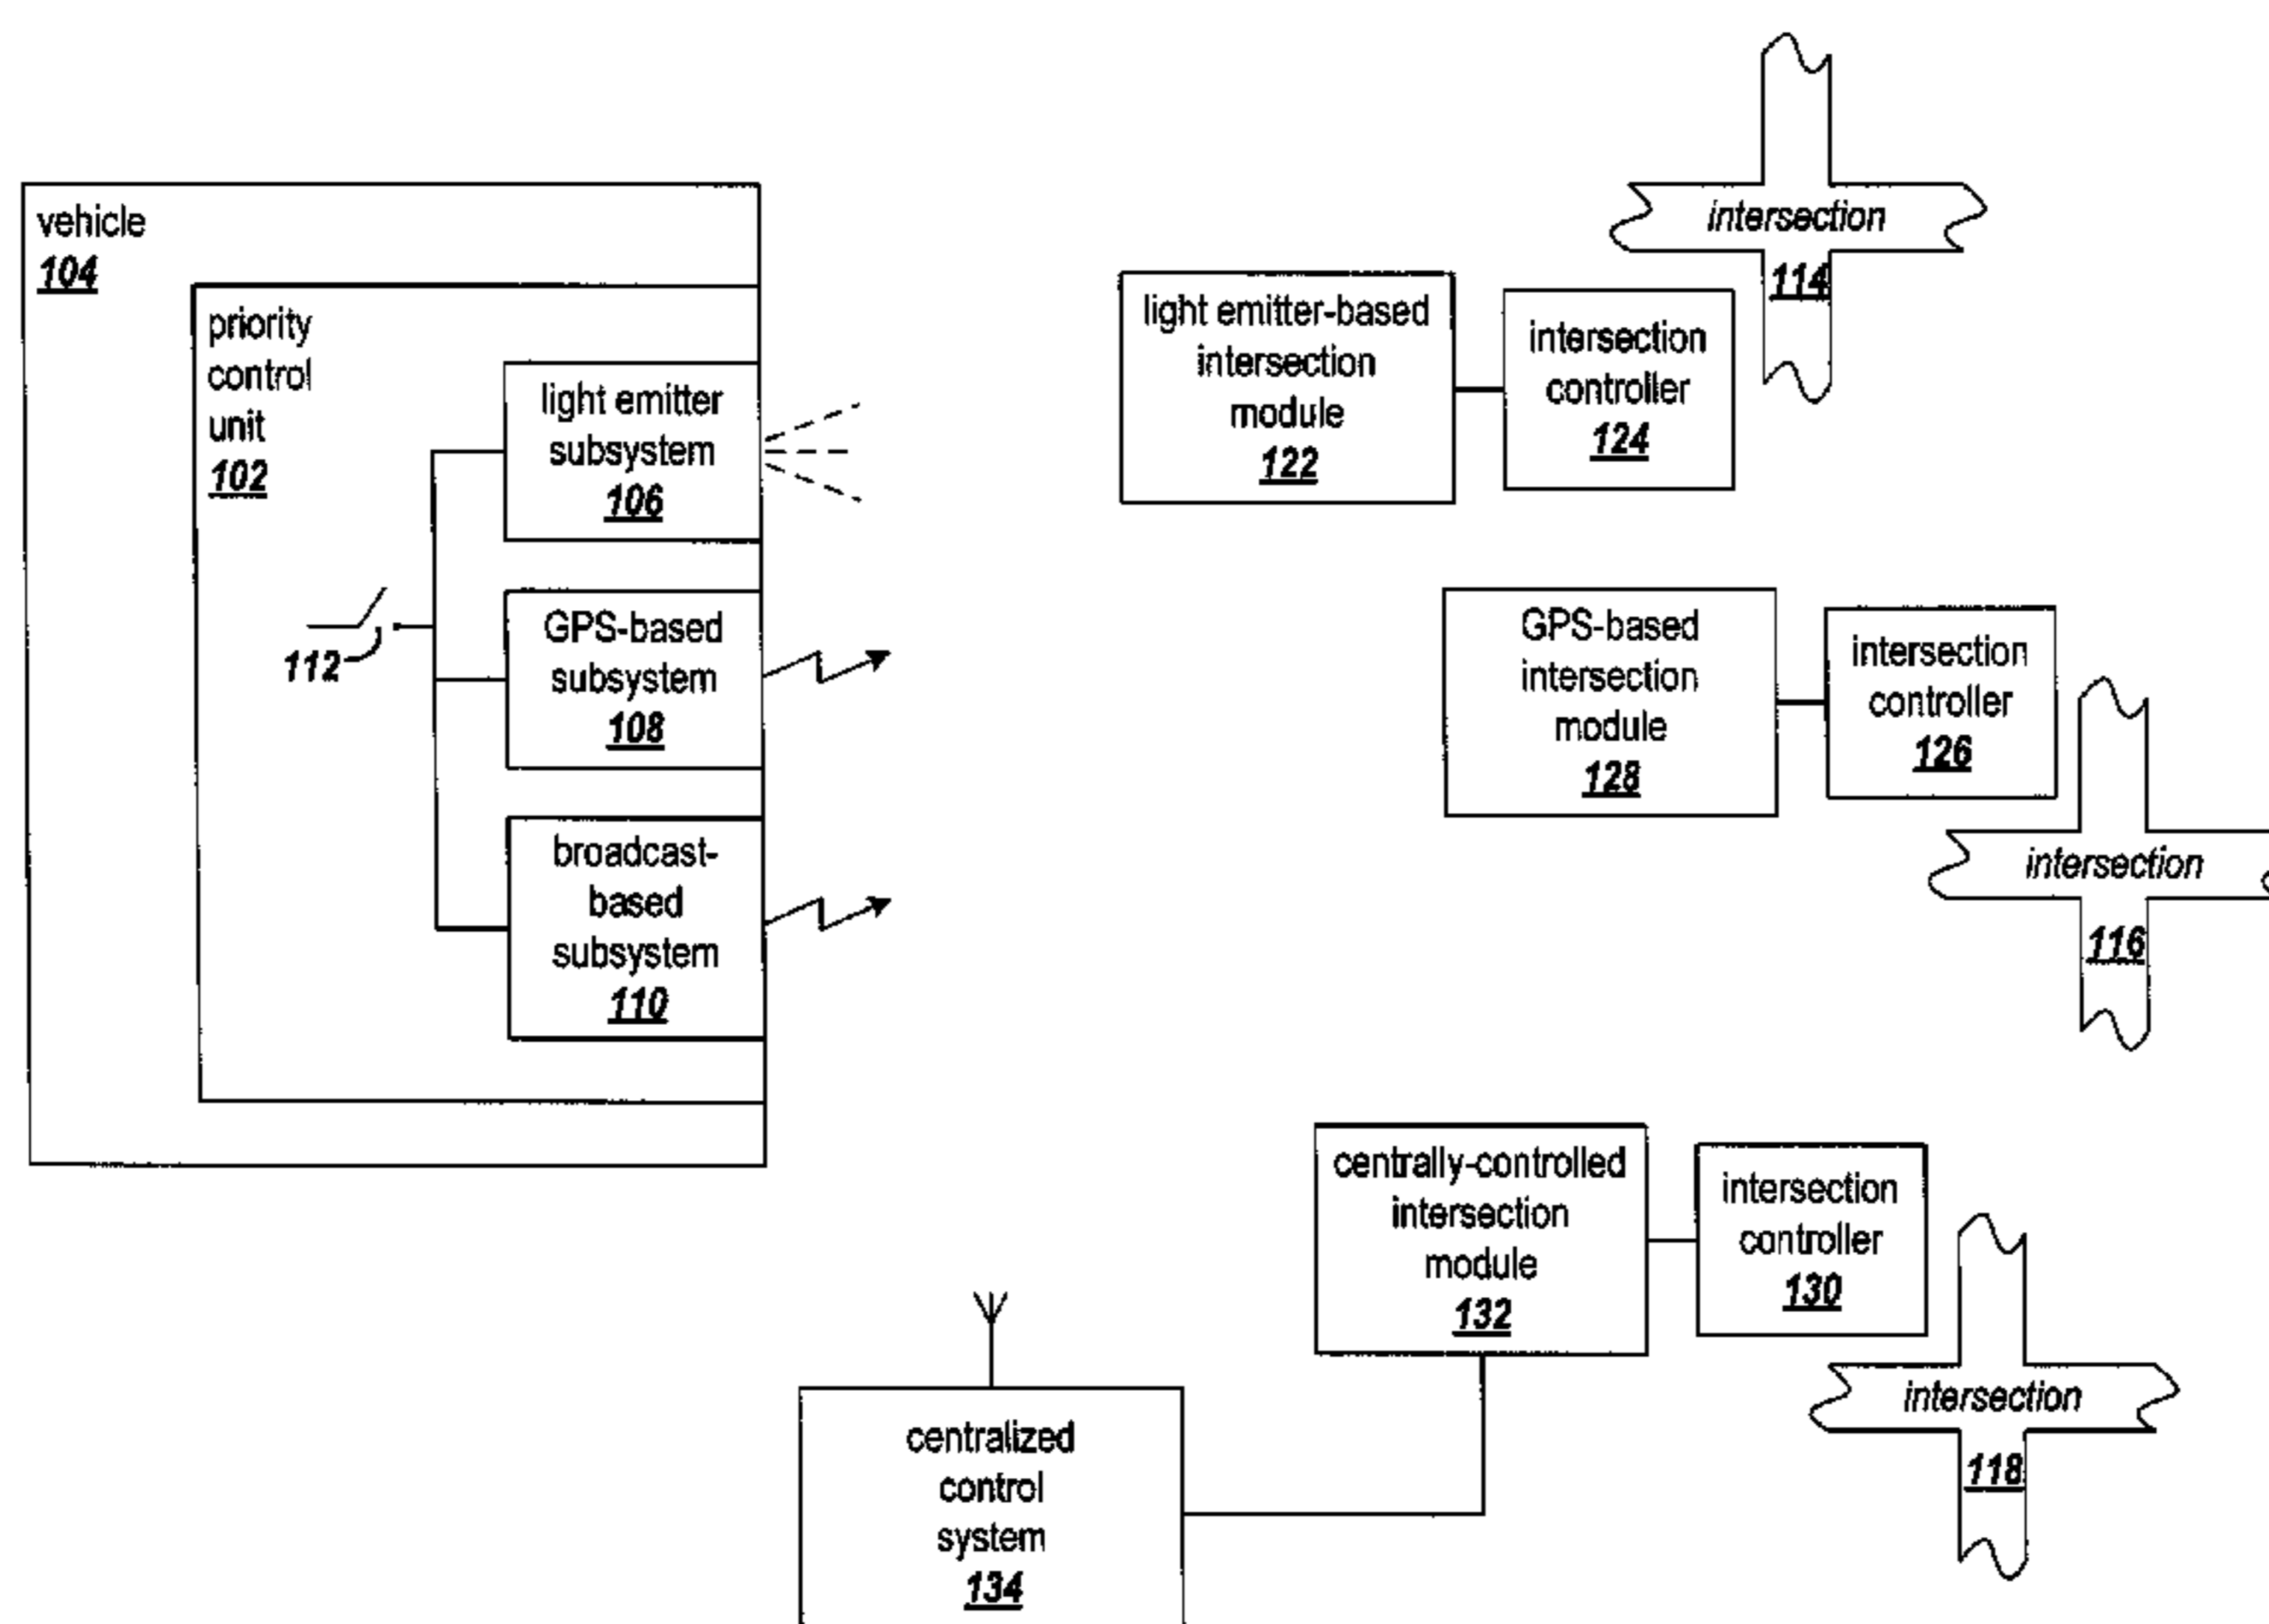 vehicle
104
priority
control
unit
102
light emitter
subsystem
106
112
GPS-based
subsystem
108
broadcast-
based
subsystem
110
light emitter-based
intersection
module
122
intersection
controller
124
intersection
114
GPS-based
intersection
module
128
intersection
controller
126
intersection
116
centrally-controlled
intersection
module
132
intersection
controller
130
intersection
118
centralized
control
system
134